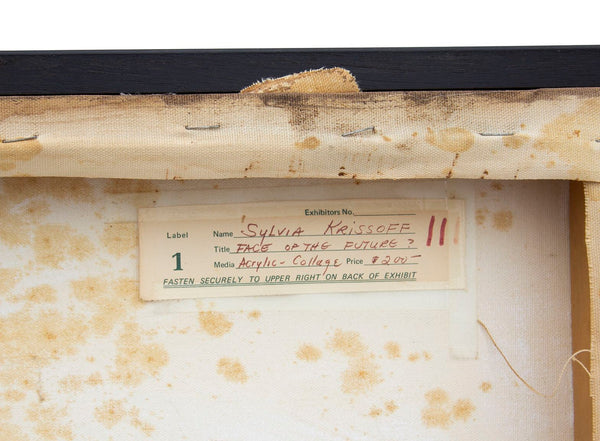 Exhibitors No.
Label 1
Name SYLVIA KRISSOFF
Title FACE OF THE FUTURE?
Media Acrylic - Collage Price $200-
FASTEN SECURELY TO UPPER RIGHT ON BACK OF EXHIBIT
111